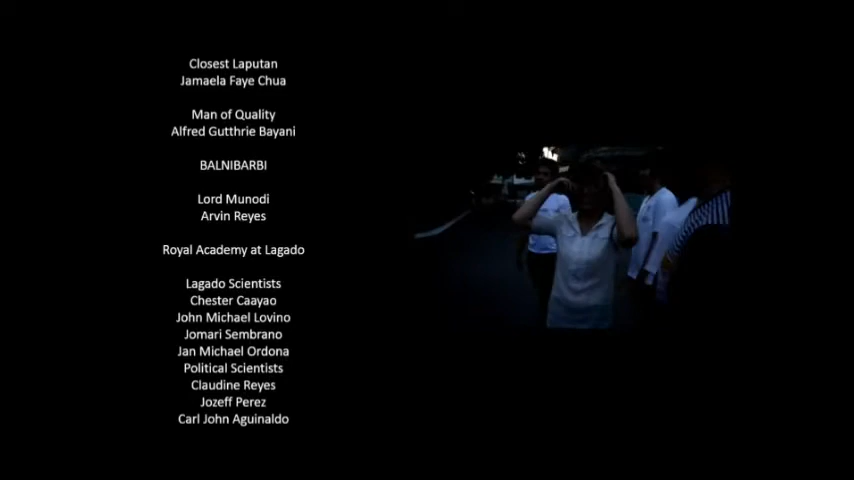 Closest Laputan
Jamaela Faye Chua
Man of Quality
Alfred Gutthrie Bayani
BALNIBARBI
Lord Munodi
Arvin Reyes
Royal Academy at Lagado
Lagado Scientists
Chester Caayao
John Michael Lovino
Jomari Sembrano
Jan Michael Ordona
Political Scientists
Claudine Reyes
Jozeff Perez
Carl John Aguinaldo